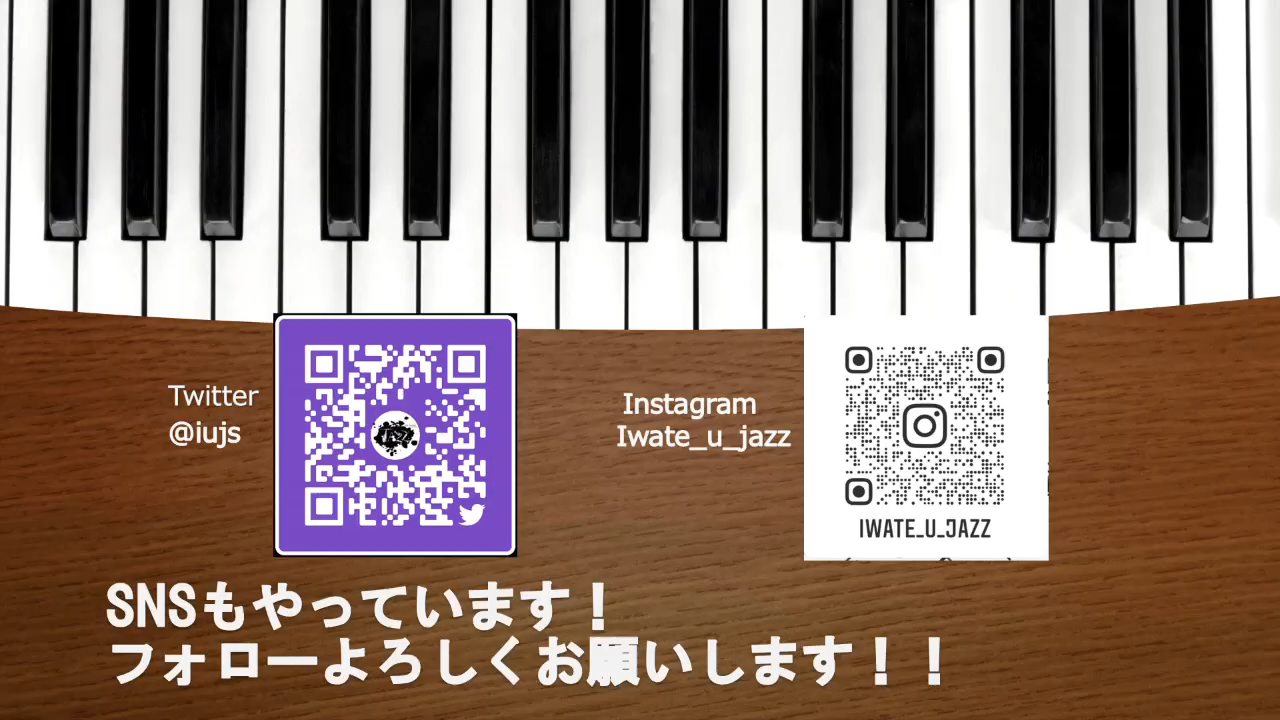 Twitter
@iujs
Instagram
Iwate_u_jazz
IWATE_U_JAZZ
SNSもやっています！
フォローよろしくお願いします！！